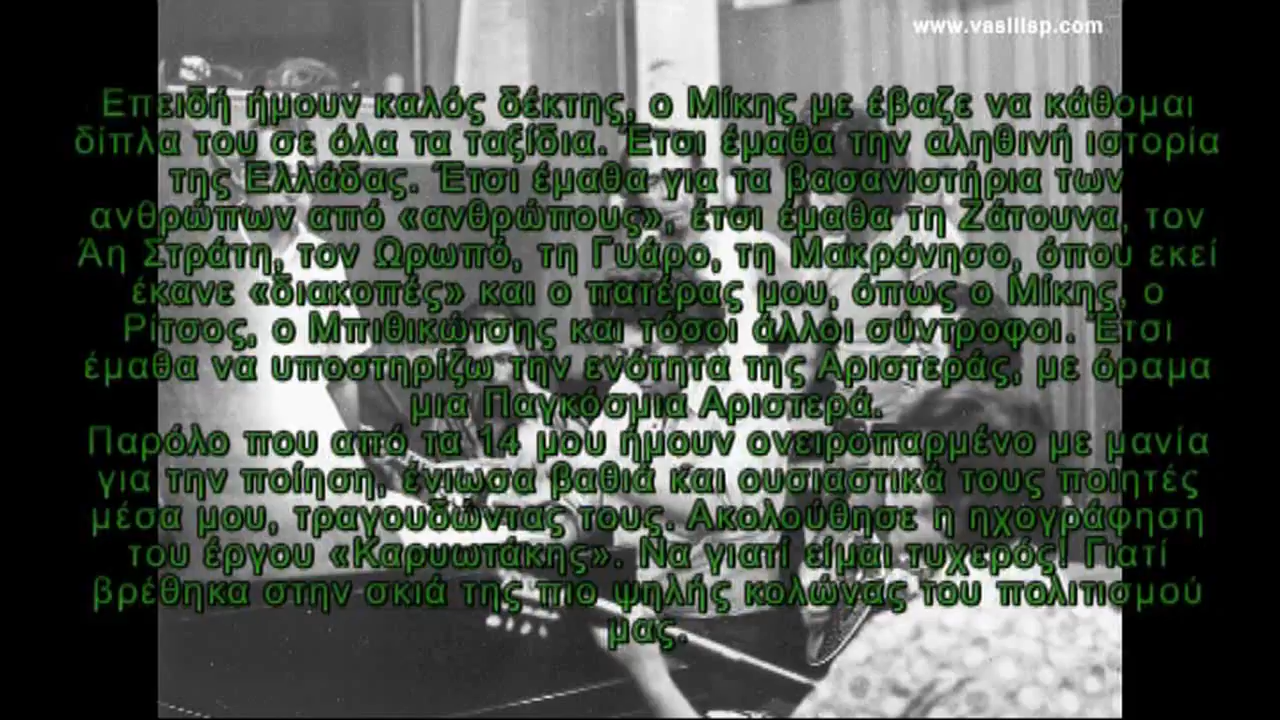 www.vasilisp.com
Επειδή ήμουν καλός δέκτης, ο Μίκης με έβαζε να κάθομαι
δίπλα του σε όλα τα ταξίδια. Έτσι έμαθα την αληθινή ιστορία
της Ελλάδας. Έτσι έμαθα για τα βασανιστήρια των
ανθρώπων από «ανθρώπους», έτσι έμαθα τη Ζάτουνα, τον
Άη Στράτη, τον Ωρωπό, τη Γυάρο, τη Μακρόνησο, όπου εκεί
έκανε «διακοπές» και ο πατέρας μου, όπως ο Μίκης, ο
Ρίτσος, ο Μπιθικώτσης και τόσοι άλλοι σύντροφοι. Έτσι
έμαθα να υποστηρίζω την ενότητα της Αριστεράς, με όραμα
μια Παγκόσμια Αριστερά.
Παρόλο που από τα 14 μου ήμουν ονειροπαρμένο με μανία
για την ποίηση, ένιωσα βαθιά και ουσιαστικά τους ποιητές
μέσα μου, τραγουδώντας τους. Ακολούθησε η ηχογράφηση
του έργου «Καρυωτάκης». Να γιατί είμαι τυχερός! Γιατί
βρέθηκα στην σκιά της πιο ψηλής κολώνας του πολιτισμού
μας.